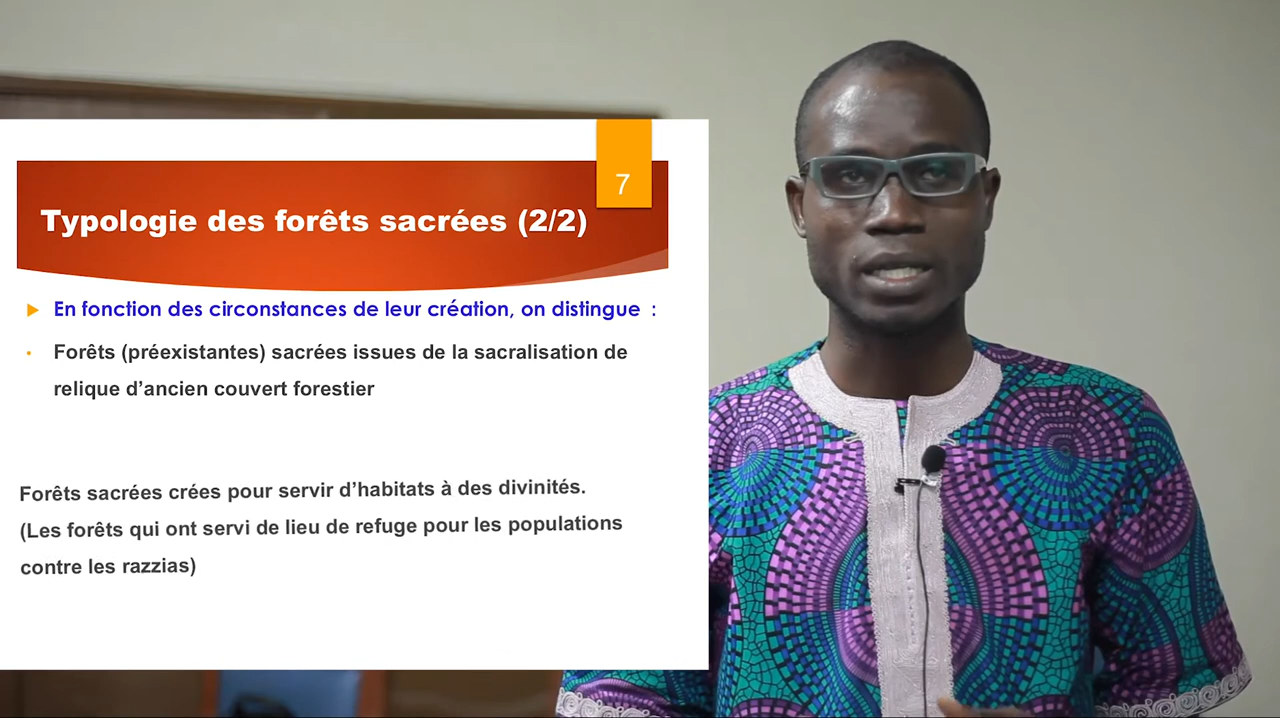 7
Typologie des forêts sacrées (2/2)
En fonction des circonstances de leur création, on distingue :
Forêts (préexistantes) sacrées issues de la sacralisation de
relique d’ancien couvert forestier
Forêts sacrées crées pour servir d’habitats à des divinités.
(Les forêts qui ont servi de lieu de refuge pour les populations
contre les razzias)